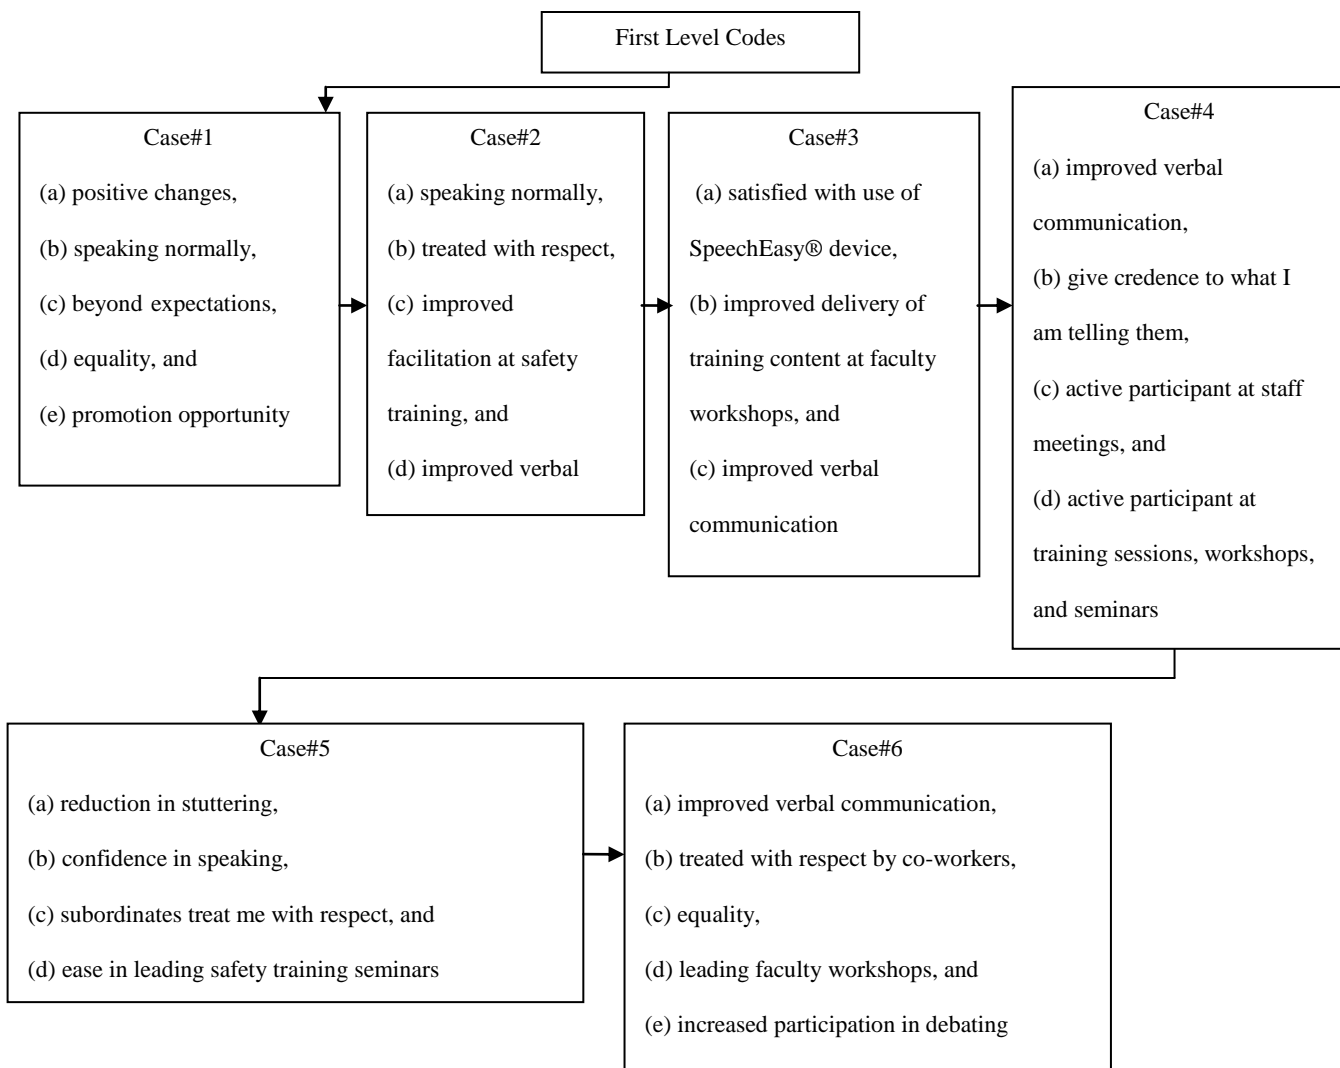 First Level Codes
Case#1
(a) positive changes,
(b) speaking normally,
(c) beyond expectations,
(d) equality, and
(e) promotion opportunity
Case#2
(a) speaking normally,
(b) treated with respect,
(c) improved
facilitation at safety
training, and
(d) improved verbal
Case#3
(a) satisfied with use of
SpeechEasy® device,
(b) improved delivery of
training content at faculty
workshops, and
(c) improved verbal
communication
Case#4
(a) improved verbal
communication,
(b) give credence to what I
am telling them,
(c) active participant at staff
meetings, and
(d) active participant at
training sessions, workshops,
and seminars
Case#5
(a) reduction in stuttering,
(b) confidence in speaking,
(c) subordinates treat me with respect, and
(d) ease in leading safety training seminars
Case#6
(a) improved verbal communication,
(b) treated with respect by co-workers,
(c) equality,
(d) leading faculty workshops, and
(e) increased participation in debating